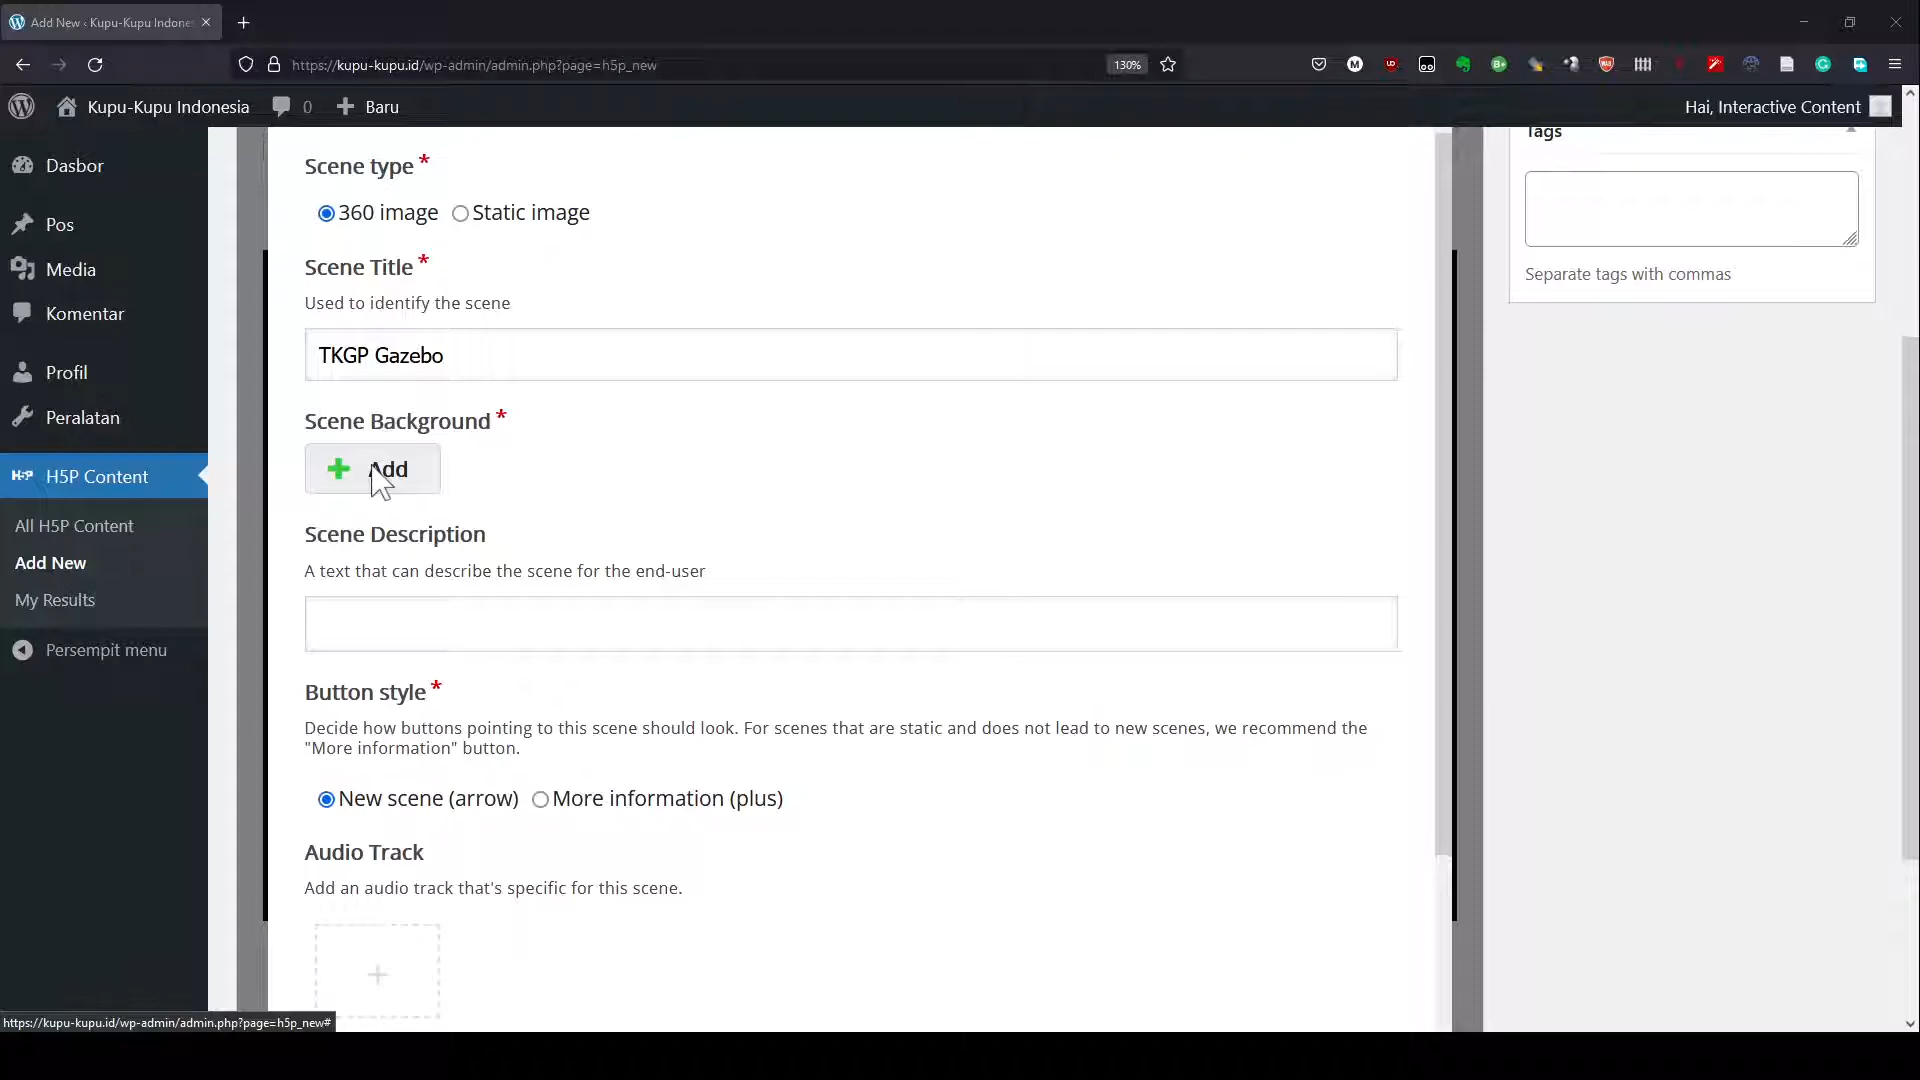 Add New ‹ Kupu-Kupu Indones
https://kupu-kupu.id/wp-admin/admin.php?page=h5p_new
130%
Kupu-Kupu Indonesia
0
Baru
Hai, Interactive Content
Dasbor
Pos
Media
Komentar
Profil
Peralatan
H5P Content
All H5P Content
Add New
My Results
Persempit menu
Scene type *
360 image
Static image
Scene Title *
Used to identify the scene
TKGP Gazebo
Scene Background *
Add
Scene Description
A text that can describe the scene for the end-user
Button style *
Decide how buttons pointing to this scene should look. For scenes that are static and does not lead to new scenes, we recommend the
"More information" button.
New scene (arrow)
More information (plus)
Audio Track
Add an audio track that's specific for this scene.
Tags
Separate tags with commas
https://kupu-kupu.id/wp-admin/admin.php?page=h5p_new#